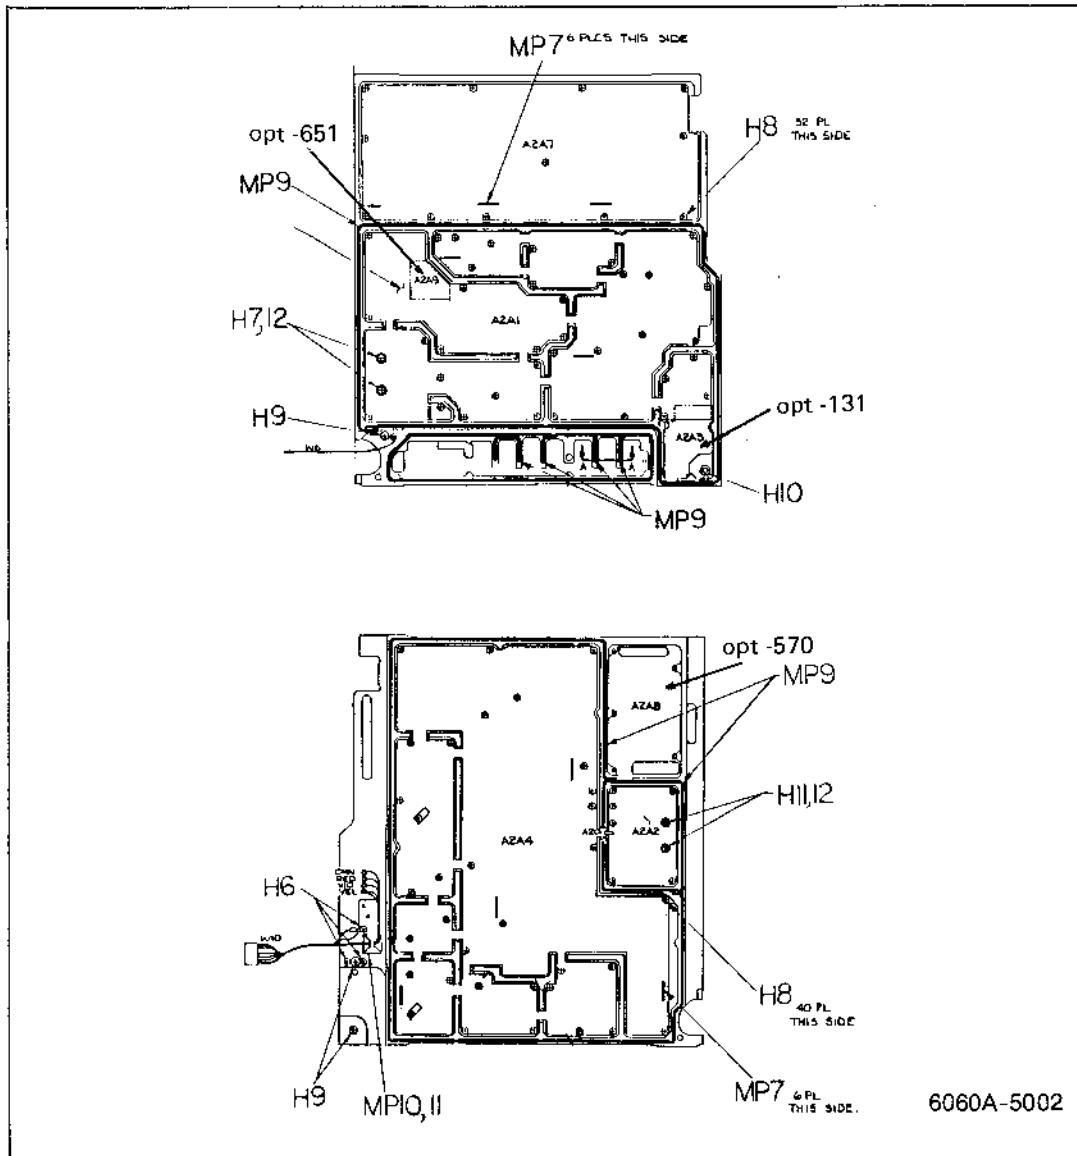 MP7 6 PLCS THIS SIDE
H8 32 PL
THIS SIDE
A2A7
opt -651
MP9
A2A9
A2A1
H7,12
opt -131
H9
A2A3
H10
MP9
opt -570
MP9
A2A8
H11,12
A2A2
A2A4
H6
H8 40 PL
THIS SIDE
H9
MP10,11
MP7 6 PL
THIS SIDE.
6060A-5002